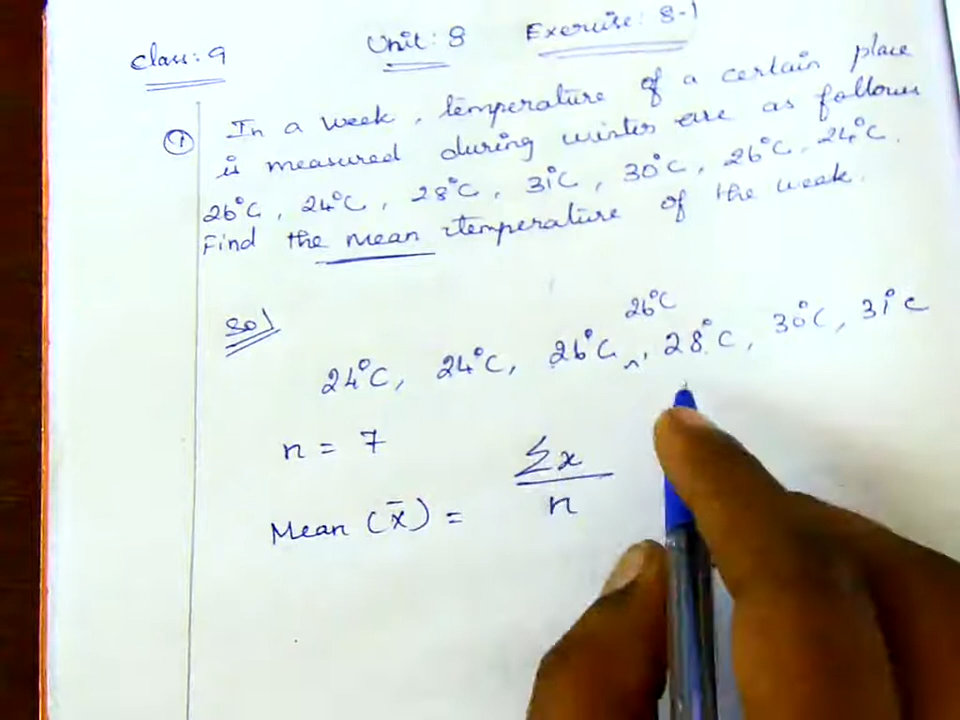 Class: 9 Unit: 8 Exercise: 8-1
1 In a week, temperature of a certain place
is measured during winter are as follows
26°C, 24°C, 28°C, 31°C, 30°C, 26°C, 24°C.
Find the mean temperature of the week.
Sol
26°C
24°C, 24°C, 26°C ^, 28°C, 30°C, 31°C
n = 7
Mean (x̄) = Σx / n